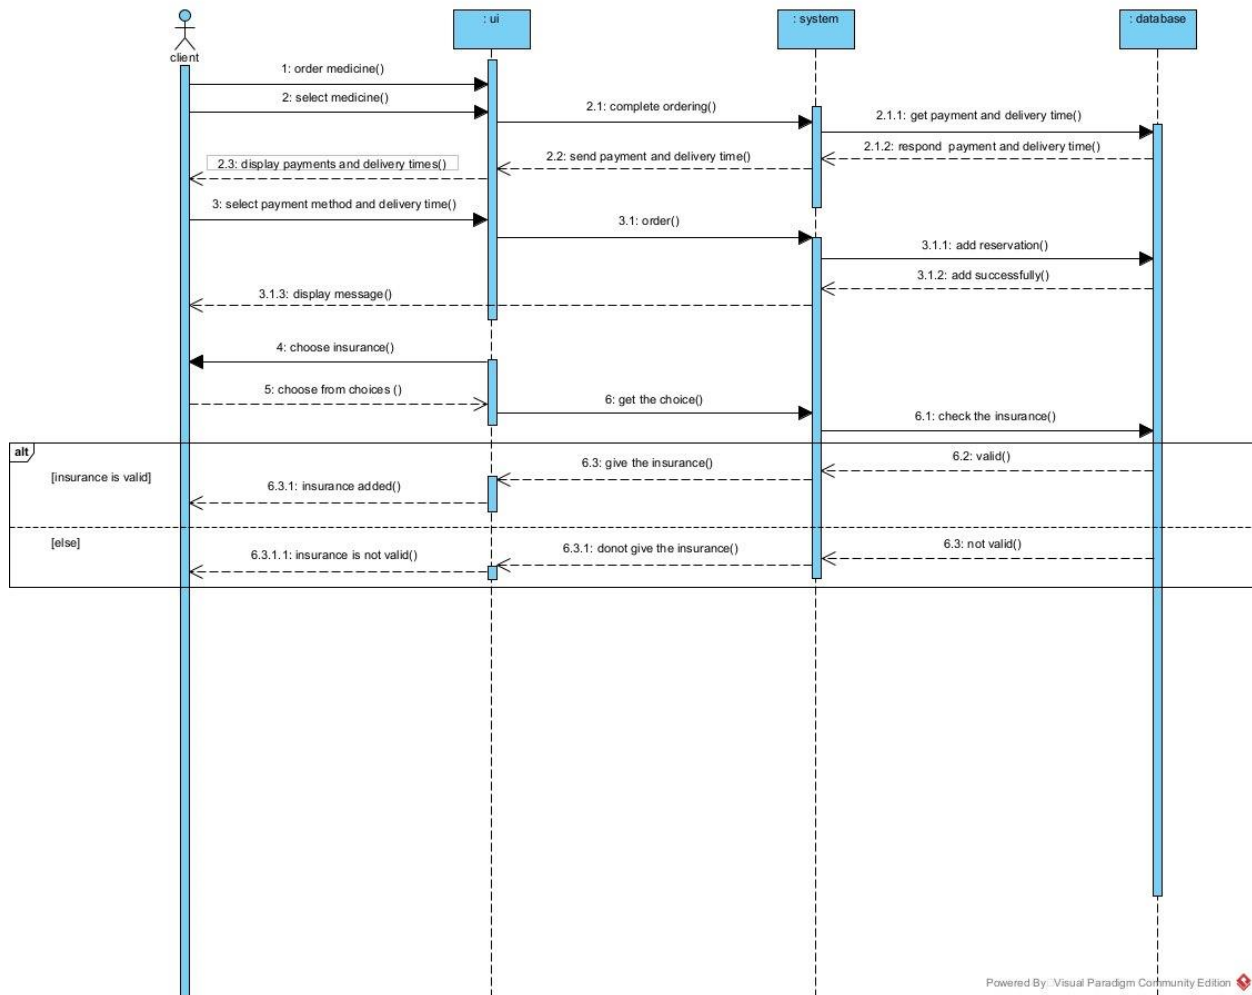 : ui
: system
: database
client
1: order medicine()
2: select medicine()
2.1: complete ordering()
2.1.1: get payment and delivery time()
2.1.2: respond  payment and delivery time()
2.2: send payment and delivery time()
2.3: display payments and delivery times()
3: select payment method and delivery time()
3.1: order()
3.1.1: add reservation()
3.1.2: add successfully()
3.1.3: display message()
4: choose insurance()
5: choose from choices ()
6: get the choice()
6.1: check the insurance()
alt
[insurance is valid]
6.2: valid()
6.3: give the insurance()
6.3.1: insurance added()
[else]
6.3: not valid()
6.3.1: donot give the insurance()
6.3.1.1: insurance is not valid()
Powered By Visual Paradigm Community Edition